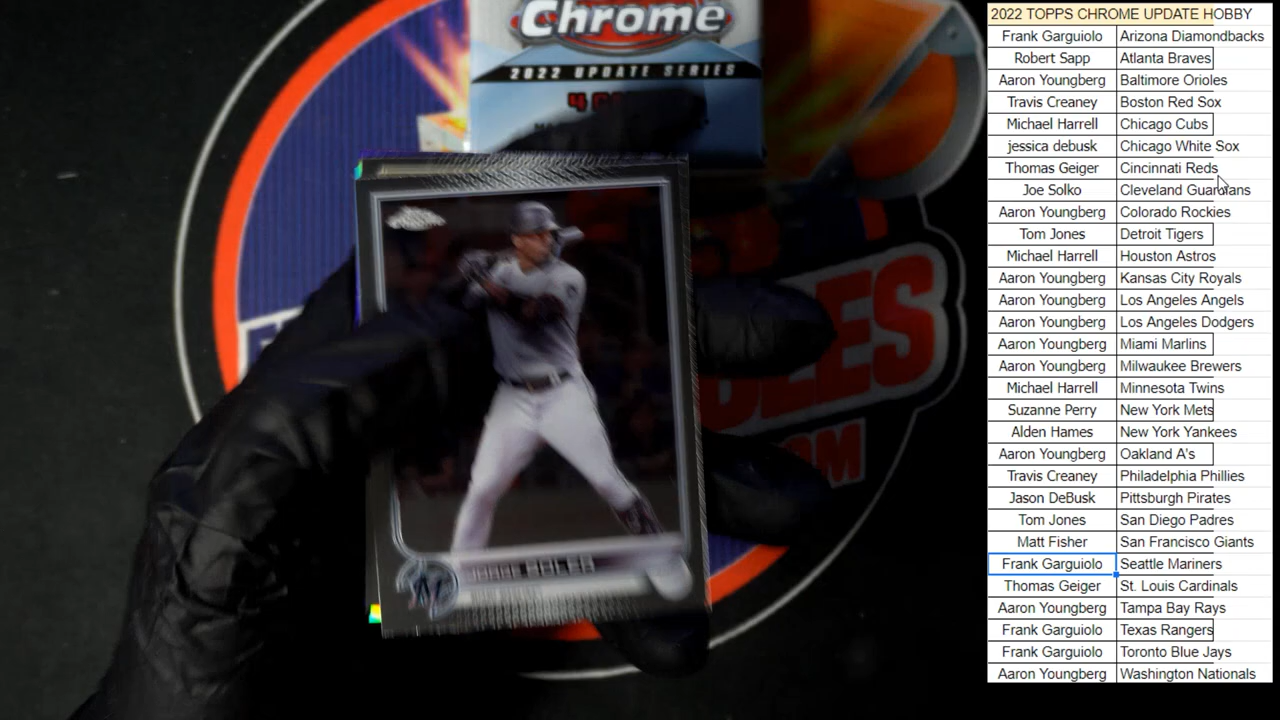 Chrome
2022 UPDATE SERIES
4
2022 TOPPS CHROME UPDATE HOBBY
Frank Garguiolo Arizona Diamondbacks
Robert Sapp Atlanta Braves
Aaron Youngberg Baltimore Orioles
Travis Creaney Boston Red Sox
Michael Harrell Chicago Cubs
jessica debusk Chicago White Sox
Thomas Geiger Cincinnati Reds
Joe Solko Cleveland Guardians
Aaron Youngberg Colorado Rockies
Tom Jones Detroit Tigers
Michael Harrell Houston Astros
Aaron Youngberg Kansas City Royals
Aaron Youngberg Los Angeles Angels
Aaron Youngberg Los Angeles Dodgers
Aaron Youngberg Miami Marlins
Aaron Youngberg Milwaukee Brewers
Michael Harrell Minnesota Twins
Suzanne Perry New York Mets
Alden Hames New York Yankees
Aaron Youngberg Oakland A's
Travis Creaney Philadelphia Phillies
Jason DeBusk Pittsburgh Pirates
Tom Jones San Diego Padres
Matt Fisher San Francisco Giants
Frank Garguiolo Seattle Mariners
Thomas Geiger St. Louis Cardinals
Aaron Youngberg Tampa Bay Rays
Frank Garguiolo Texas Rangers
Frank Garguiolo Toronto Blue Jays
Aaron Youngberg Washington Nationals